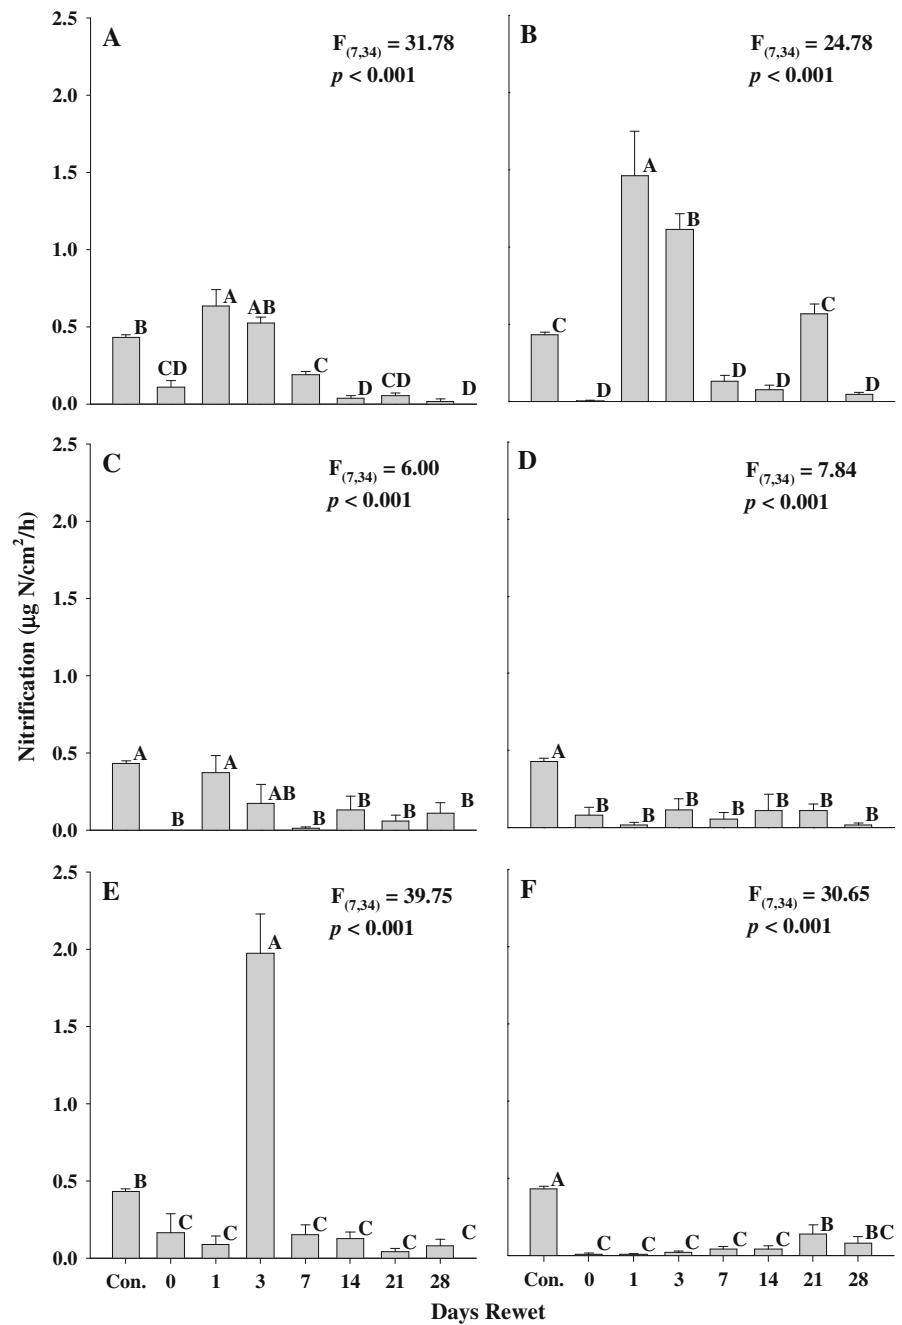 A
F(7,34) = 31.78
p < 0.001
2.5
2.0
1.5
1.0
0.5
0.0
B
CD
A
AB
C
D
CD
D
B
F(7,34) = 24.78
p < 0.001
C
D
A
B
D
D
C
D
Nitrification (µg N/cm²/h)
C
F(7,34) = 6.00
p < 0.001
2.5
2.0
1.5
1.0
0.5
0.0
A
B
A
AB
B
B
B
B
D
F(7,34) = 7.84
p < 0.001
A
B
B
B
B
B
B
B
E
F(7,34) = 39.75
p < 0.001
2.5
2.0
1.5
1.0
0.5
0.0
B
C
C
A
C
C
C
C
Con. 0 1 3 7 14 21 28
F
F(7,34) = 30.65
p < 0.001
A
C
C
C
C
C
B
BC
Con. 0 1 3 7 14 21 28
Days Rewet